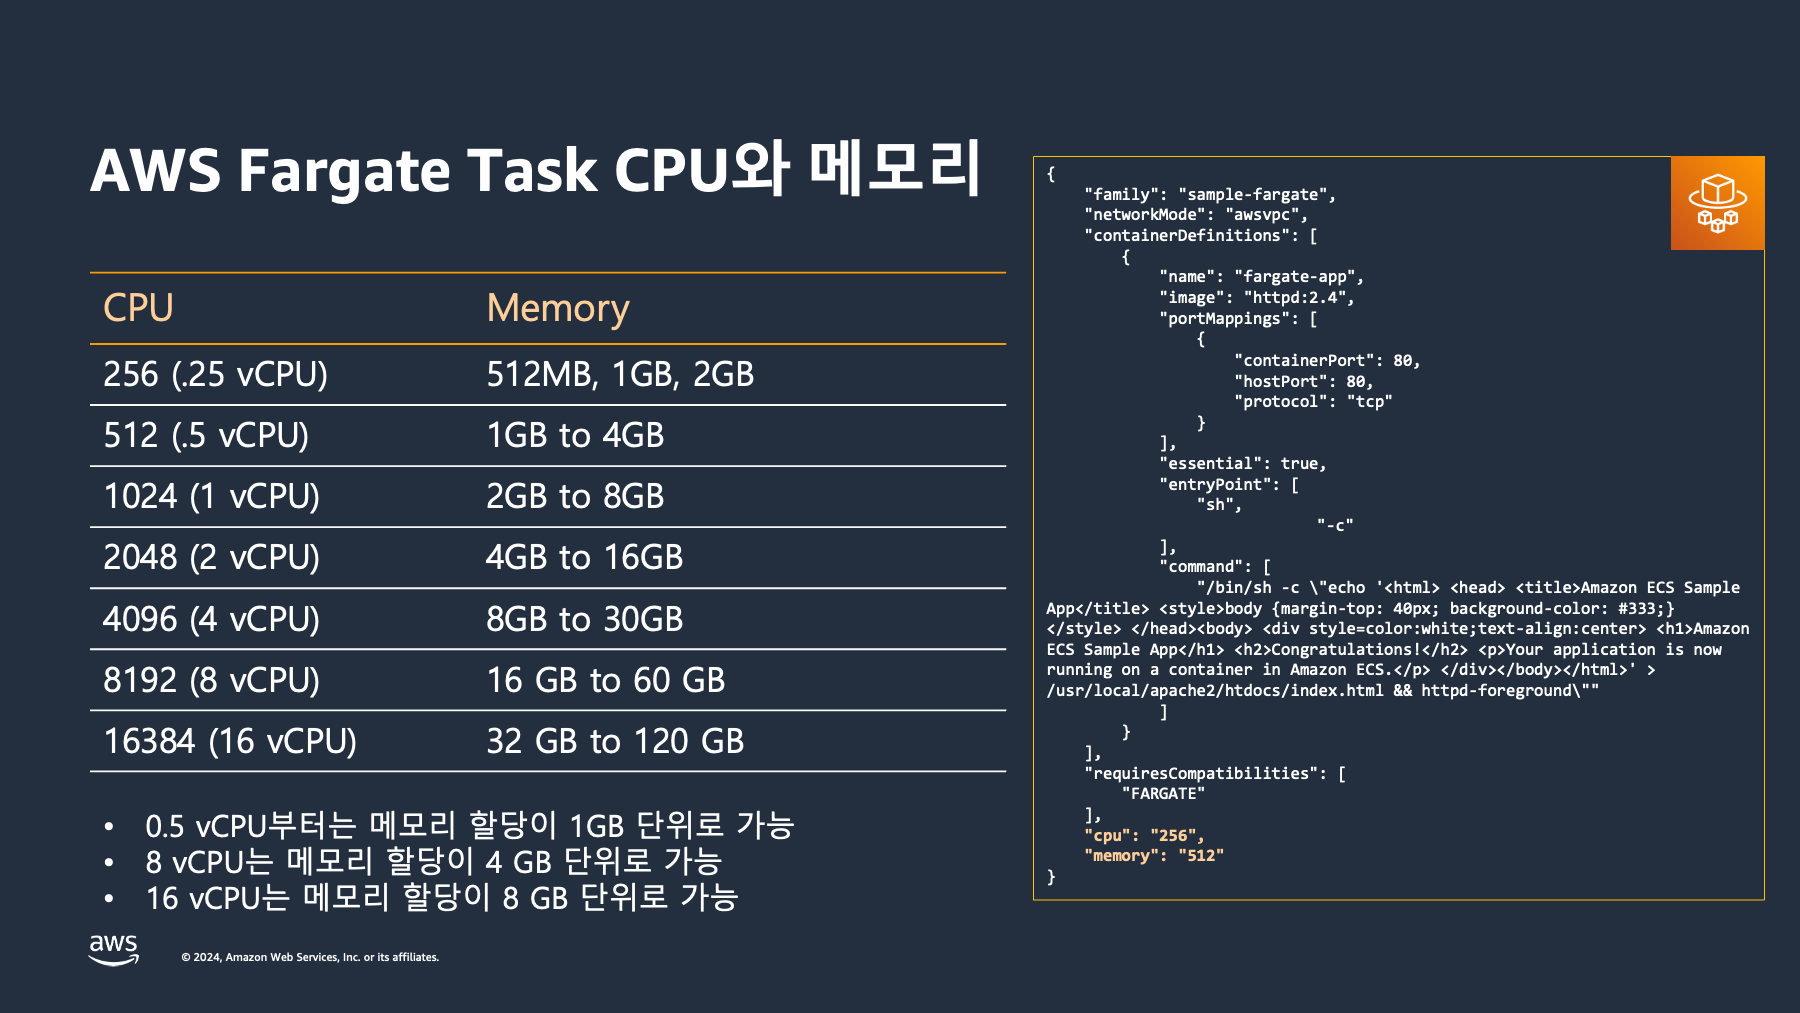 AWS Fargate Task CPU와 메모리
CPU Memory
256 (.25 vCPU) 512MB, 1GB, 2GB
512 (.5 vCPU) 1GB to 4GB
1024 (1 vCPU) 2GB to 8GB
2048 (2 vCPU) 4GB to 16GB
4096 (4 vCPU) 8GB to 30GB
8192 (8 vCPU) 16 GB to 60 GB
16384 (16 vCPU) 32 GB to 120 GB
• 0.5 vCPU부터는 메모리 할당이 1GB 단위로 가능
• 8 vCPU는 메모리 할당이 4 GB 단위로 가능
• 16 vCPU는 메모리 할당이 8 GB 단위로 가능
{
    "family": "sample-fargate",
    "networkMode": "awsvpc",
    "containerDefinitions": [
        {
            "name": "fargate-app",
            "image": "httpd:2.4",
            "portMappings": [
                {
                    "containerPort": 80,
                    "hostPort": 80,
                    "protocol": "tcp"
                }
            ],
            "essential": true,
            "entryPoint": [
                "sh",
                             "-c"
            ],
            "command": [
                "/bin/sh -c \"echo '<html> <head> <title>Amazon ECS Sample
App</title> <style>body {margin-top: 40px; background-color: #333;}
</style> </head><body> <div style=color:white;text-align:center> <h1>Amazon
ECS Sample App</h1> <h2>Congratulations!</h2> <p>Your application is now
running on a container in Amazon ECS.</p> </div></body></html>' >
/usr/local/apache2/htdocs/index.html && httpd-foreground\""
            ]
        }
    ],
    "requiresCompatibilities": [
        "FARGATE"
    ],
    "cpu": "256",
    "memory": "512"
}
aws
© 2024, Amazon Web Services, Inc. or its affiliates.